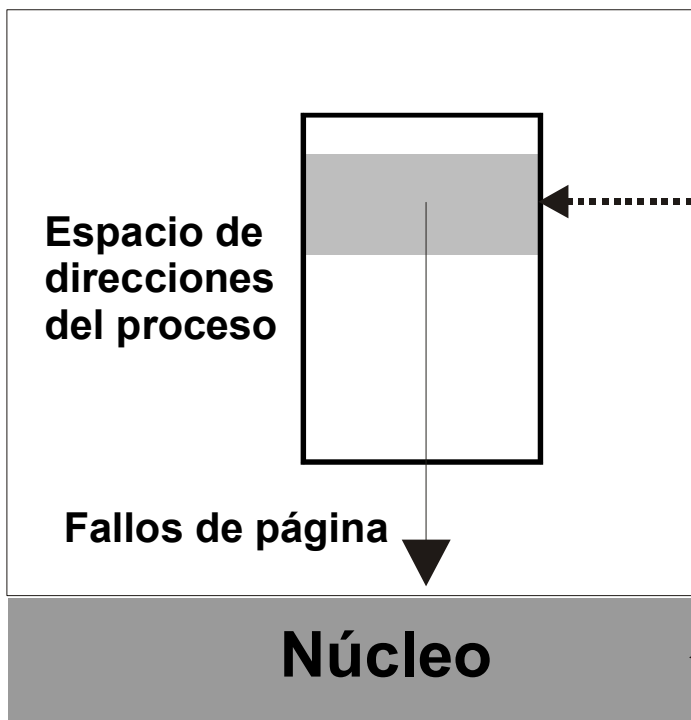 Espacio de
direcciones
del proceso
Fallos de página
Núcleo